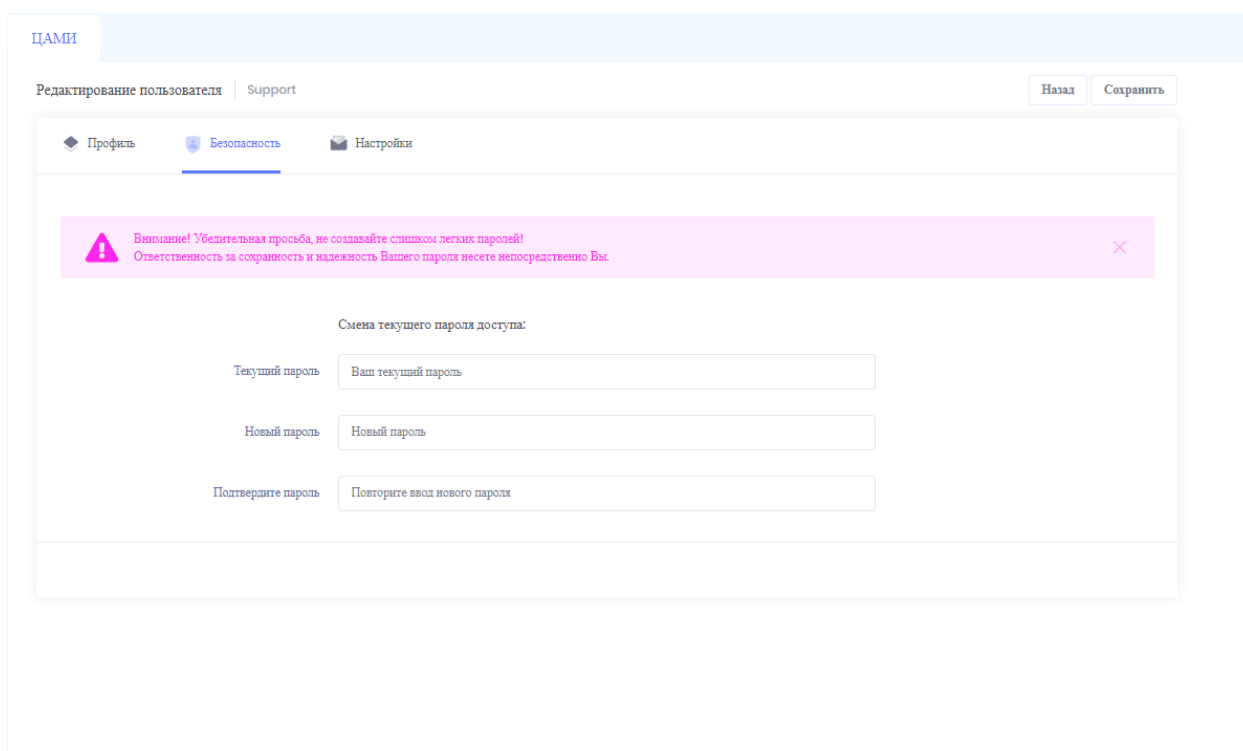 ЦАМИ
Редактирование пользователя Support
Назад Сохранить
Профиль Безопасность Настройки
Внимание! Убедительная просьба, не создавайте слишком легких паролей!
Ответственность за сохранность и надежность Вашего пароля несете непосредственно Вы.
Смена текущего пароля доступа:
Текущий пароль Ваш текущий пароль
Новый пароль Новый пароль
Подтвердите пароль Повторите ввод нового пароля